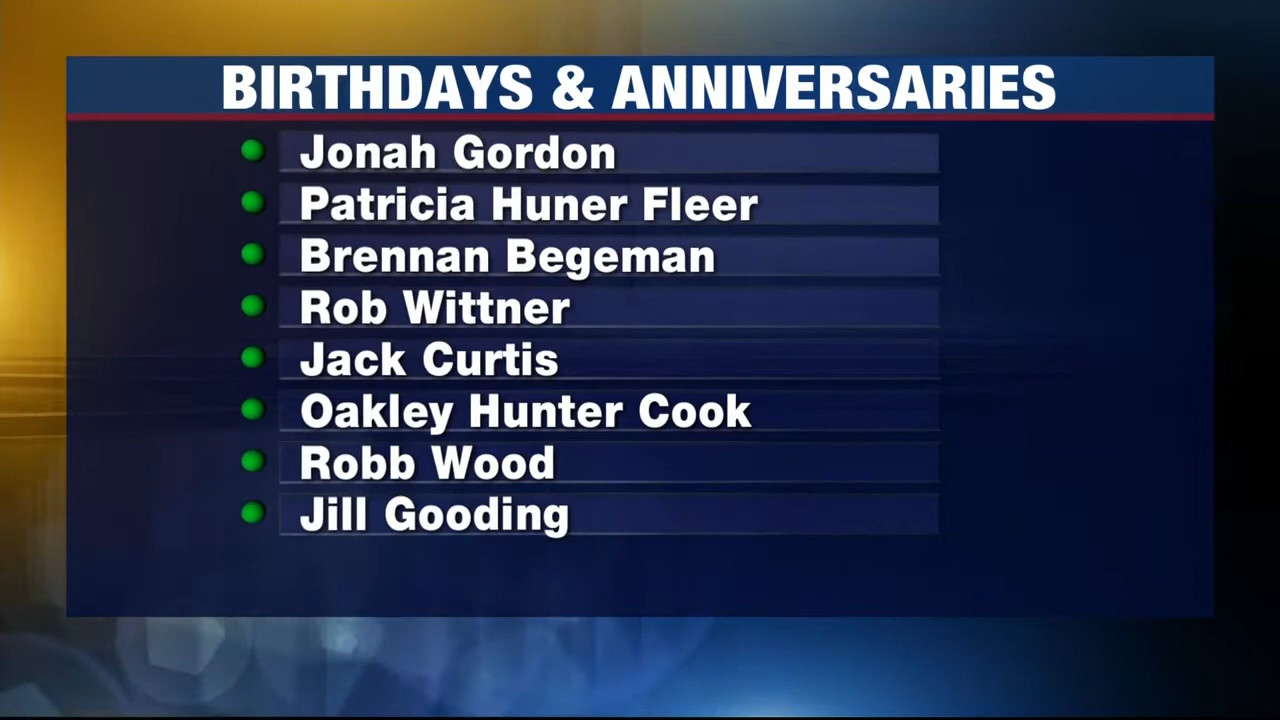 BIRTHDAYS & ANNIVERSARIES
Jonah Gordon
Patricia Huner Fleer
Brennan Begeman
Rob Wittner
Jack Curtis
Oakley Hunter Cook
Robb Wood
Jill Gooding